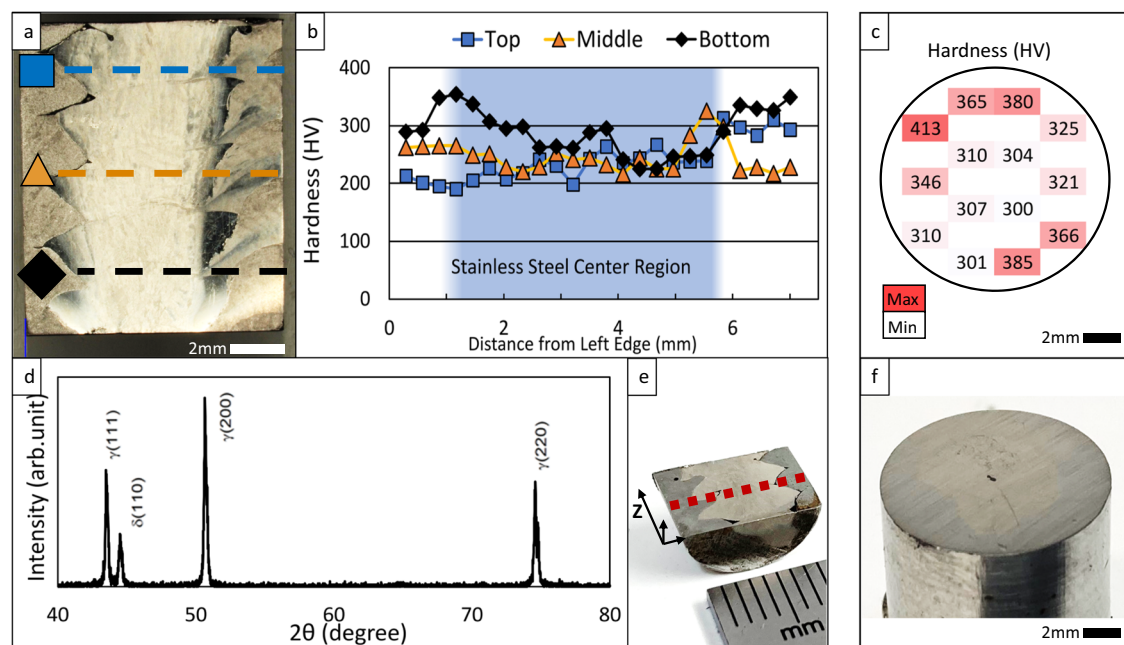 a
2mm
b
Top Middle Bottom
Hardness (HV)
400
300
200
100
0
Stainless Steel Center Region
0 2 4 6
Distance from Left Edge (mm)
c
Hardness (HV)
365 380
413 325
310 304
346 321
307 300
310 366
301 385
Max
Min
2mm
d
Intensity (arb.unit)
γ(111)
δ(110)
γ(200)
γ(220)
40 50 60 70 80
2θ (degree)
e
Z
mm
f
2mm